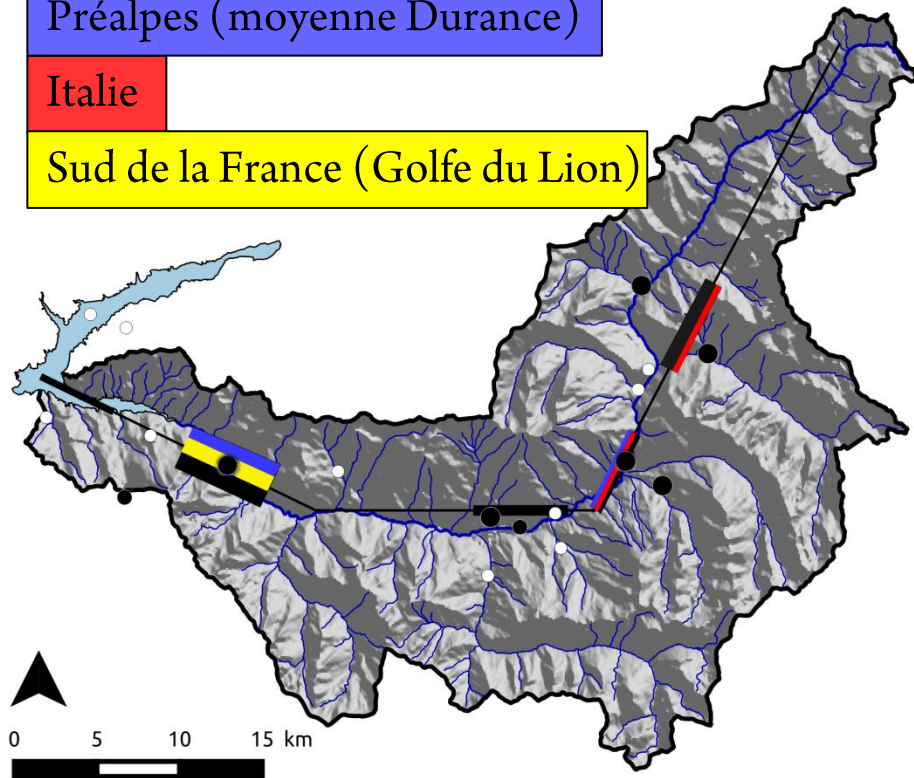 Préalpes (moyenne Durance)
Italie
Sud de la France (Golfe du Lion)
0 5 10 15 km